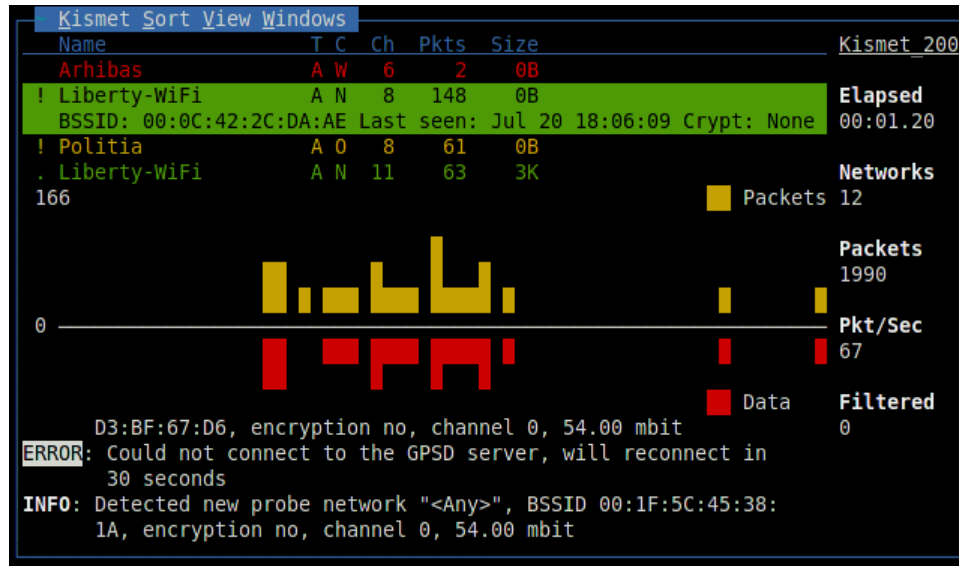 ~ Kismet Sort View Windows
Name T C Ch Pkts Size
Kismet_200
Arhibas A W 6 2 0B
! Liberty-WiFi A N 8 148 0B
Elapsed
BSSID: 00:0C:42:2C:DA:AE Last seen: Jul 20 18:06:09 Crypt: None
00:01.20
! Politia A O 8 61 0B
. Liberty-WiFi A N 11 63 3K
Networks
166
Packets
12
Packets
1990
0
Pkt/Sec
67
Data
Filtered
D3:BF:67:D6, encryption no, channel 0, 54.00 mbit
0
ERROR: Could not connect to the GPSD server, will reconnect in
30 seconds
INFO: Detected new probe network "<Any>", BSSID 00:1F:5C:45:38:
1A, encryption no, channel 0, 54.00 mbit